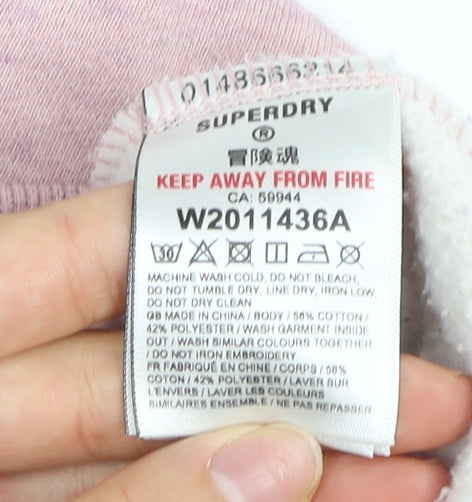 SUPERDRY
®
冒険魂
KEEP AWAY FROM FIRE
CA: 59944
W2011436A
30
MACHINE WASH COLD, DO NOT BLEACH,
DO NOT TUMBLE DRY, LINE DRY, IRON LOW,
DO NOT DRY CLEAN
GB MADE IN CHINA / BODY / 58% COTTON /
42% POLYESTER / WASH GARMENT INSIDE
OUT / WASH SIMILAR COLOURS TOGETHER
/ DO NOT IRON EMBROIDERY
FR FABRIQUÉ EN CHINE / CORPS / 58%
COTON / 42% POLYESTER / LAVER SUR
L'ENVERS / LAVER LES COULEURS
SIMILAIRES ENSEMBLE / NE PAS REPASSER